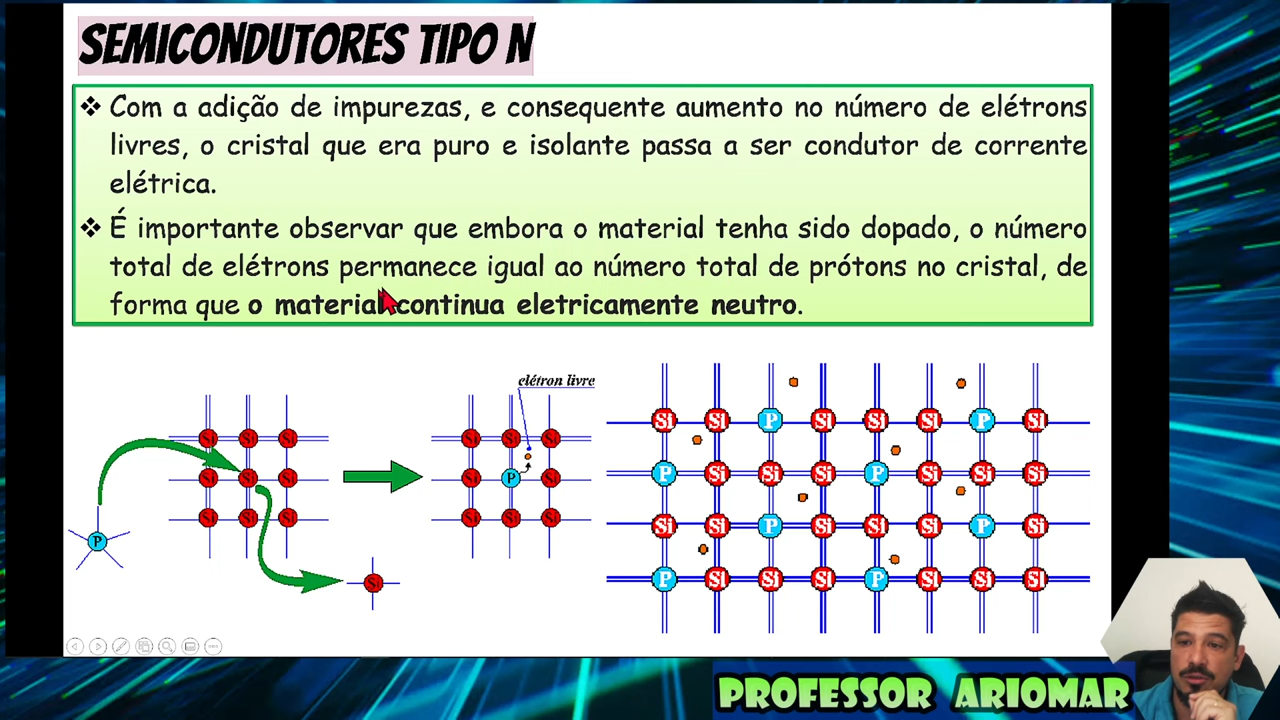 SEMICONDUTORES TIPO N
❖ Com a adição de impurezas, e consequente aumento no número de elétrons
livres, o cristal que era puro e isolante passa a ser condutor de corrente
elétrica.
❖ É importante observar que embora o material tenha sido dopado, o número
total de elétrons permanece igual ao número total de prótons no cristal, de
forma que o material continua eletricamente neutro.
elétron livre
Si Si Si
Si Si Si
Si Si Si
P
Si
Si Si Si
Si P Si
Si Si Si
Si Si P Si Si Si P Si
P Si Si Si P Si Si Si
Si Si P Si Si Si P Si
P Si Si Si P Si Si Si
PROFESSOR ARIOMAR